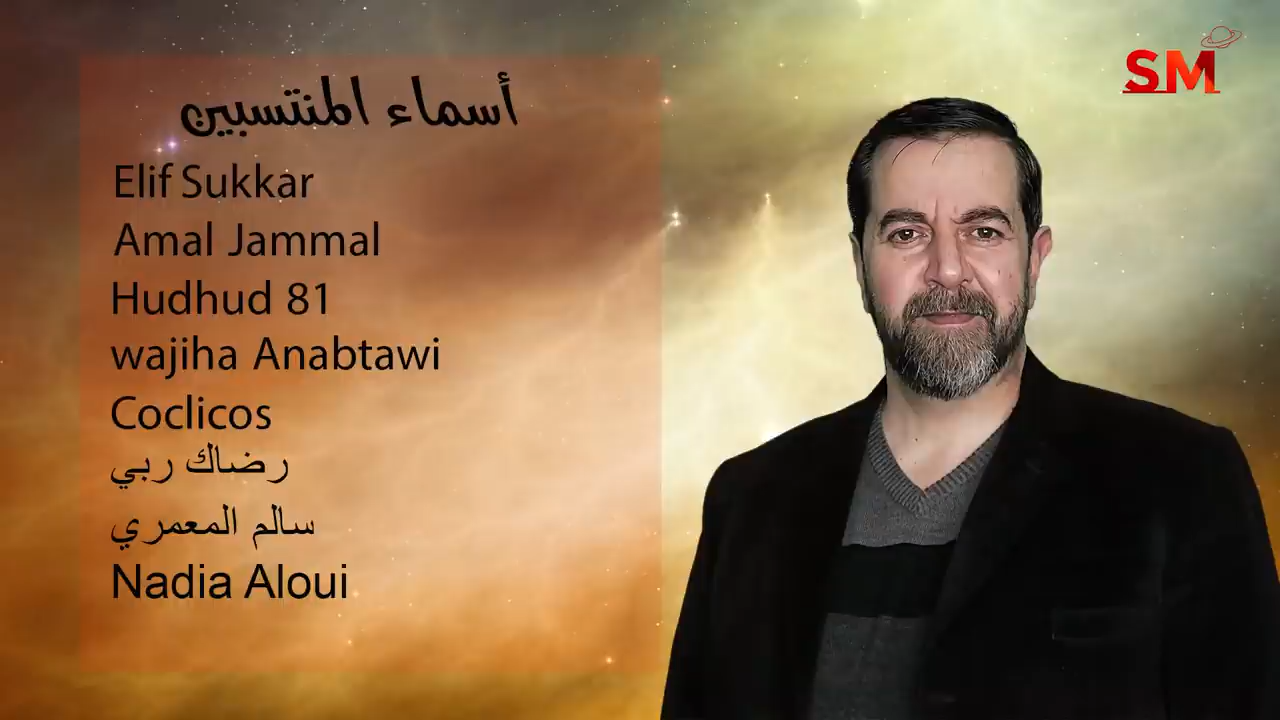 SM
أسماء المنتسبين
Elif Sukkar
Amal Jammal
Hudhud 81
wajiha Anabtawi
Coclicos
رضاك ربي
سالم المعمري
Nadia Aloui